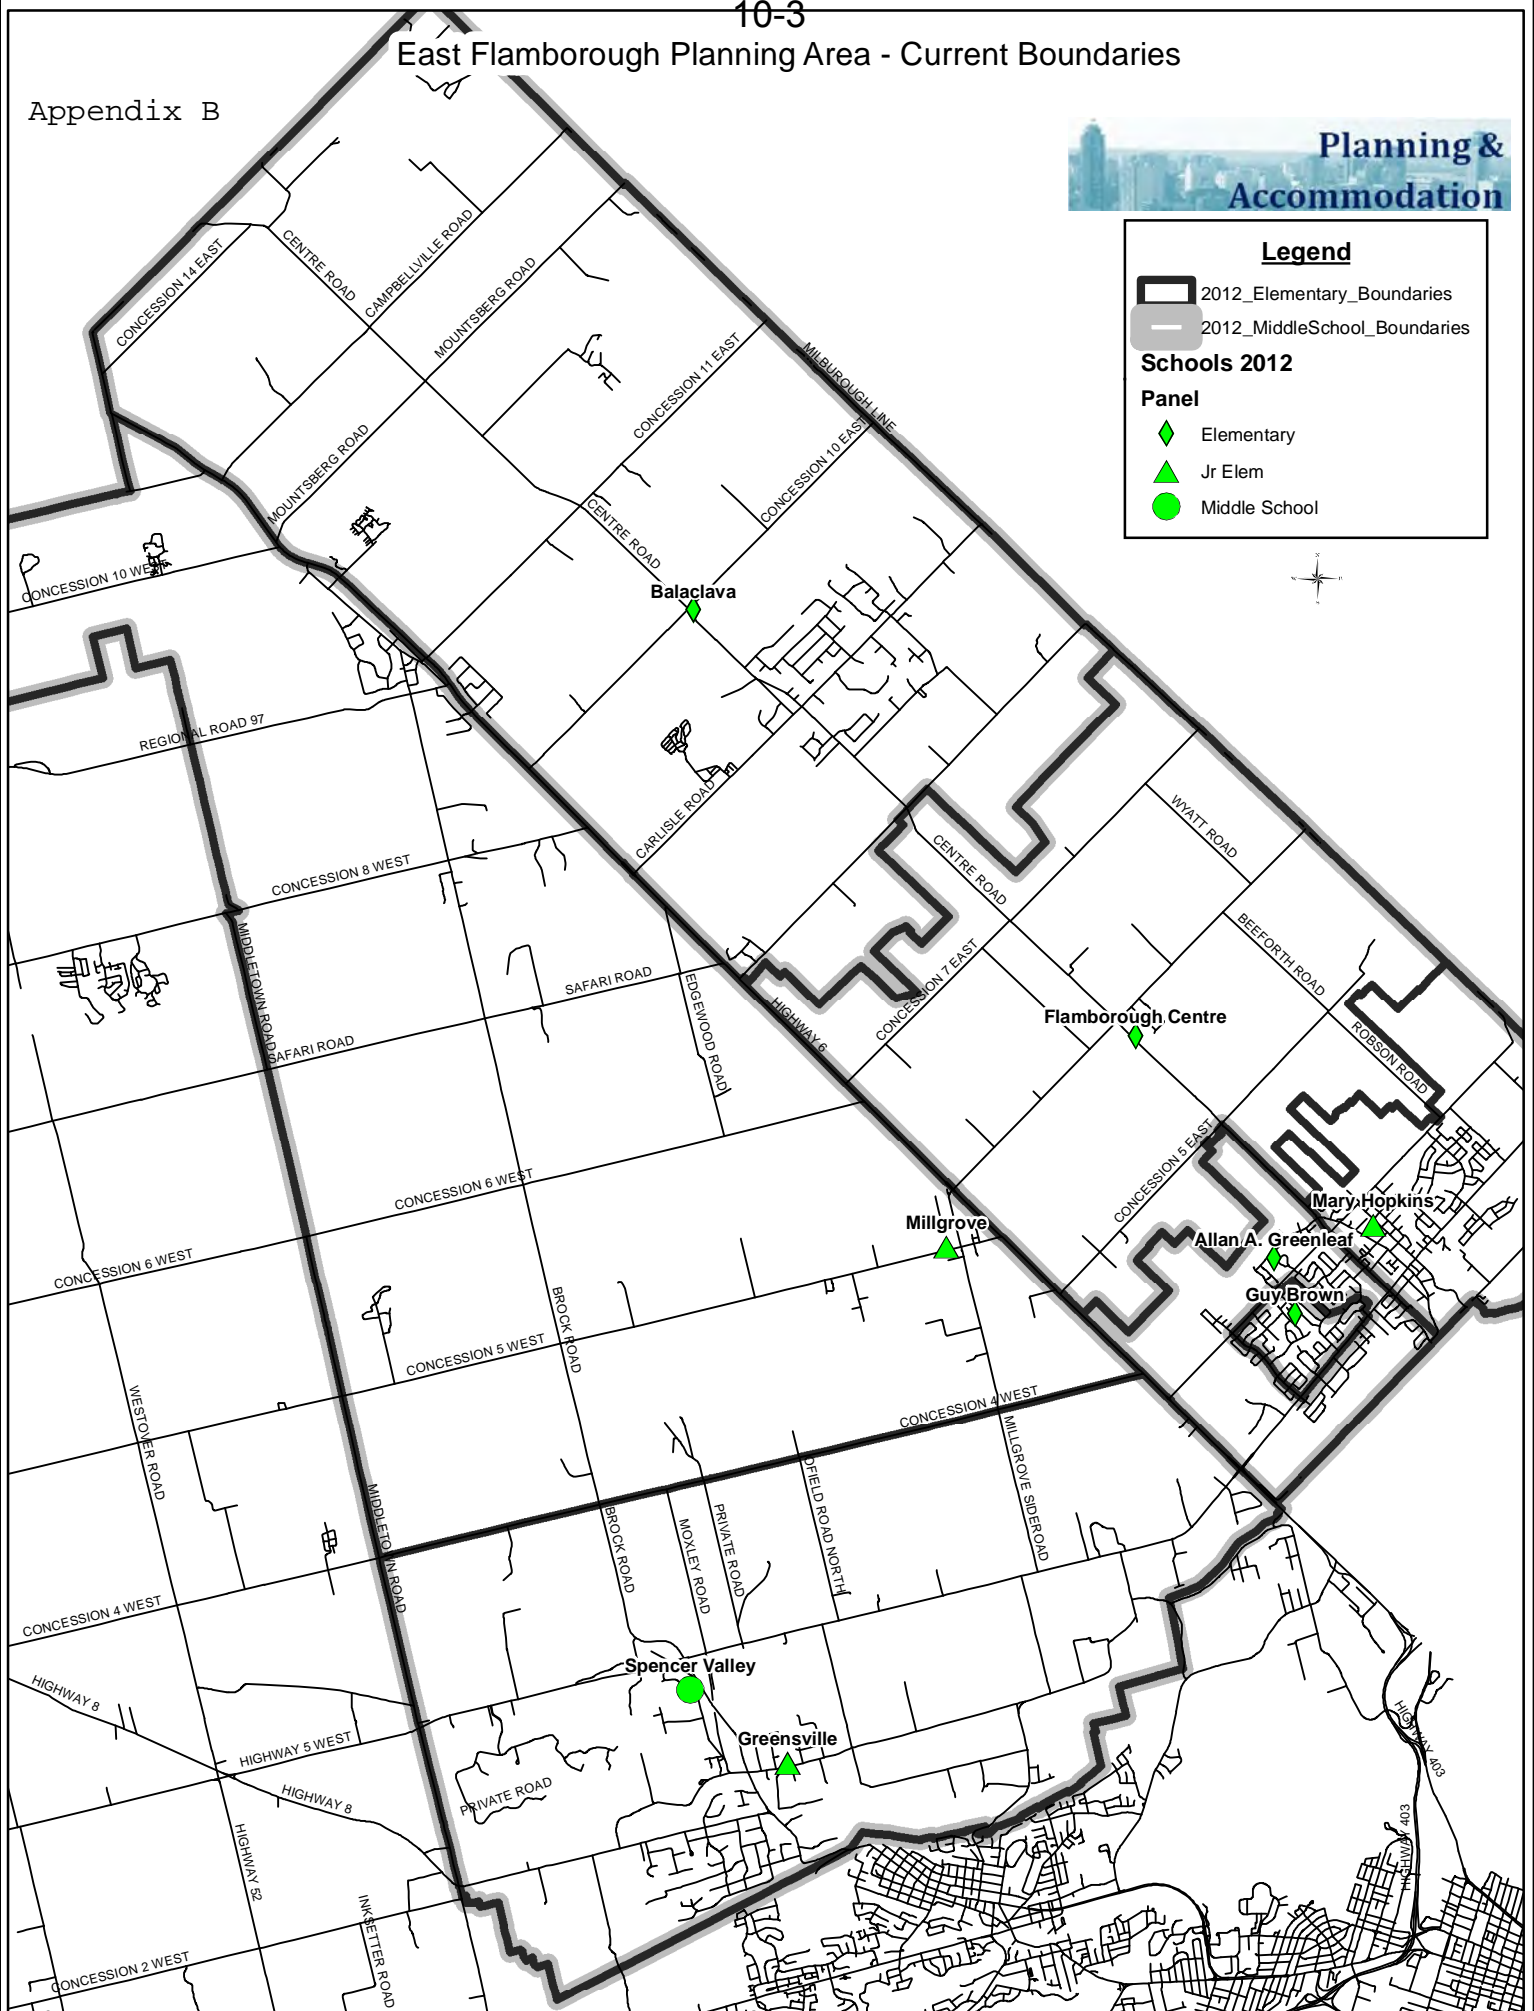 10-3
East Flamborough Planning Area - Current Boundaries
Appendix B
Planning &
Accommodation
Legend
2012_Elementary_Boundaries
2012_MiddleSchool_Boundaries
Schools 2012
Panel
Elementary
Jr Elem
Middle School
CONCESSION 14 EAST
CENTRE ROAD
CAMPBELLVILLE ROAD
MOUNTSBERG ROAD
CONCESSION 11 EAST
MILBUROUGH LINE
CONCESSION 10 EAST
MOUNTSBERG ROAD
CENTRE ROAD
CONCESSION 10 WEST
Balaclava
REGIONAL ROAD 97
CARLISLE ROAD
WYATT ROAD
CENTRE ROAD
CONCESSION 8 WEST
BEEFORTH ROAD
MIDDLETOWN ROAD
CONCESSION 7 EAST
SAFARI ROAD
EDGEWOOD ROAD
HIGHWAY 6
Flamborough Centre
ROBSON ROAD
SAFARI ROAD
CONCESSION 5 EAST
CONCESSION 6 WEST
Mary Hopkins
Millgrove
Allan A. Greenleaf
CONCESSION 6 WEST
Guy Brown
BROCK ROAD
CONCESSION 5 WEST
WESTOVER ROAD
CONCESSION 4 WEST
MILLGROVE SIDEROAD
OFIELD ROAD NORTH
MIDDLETOWN ROAD
BROCK ROAD
MOXLEY ROAD
PRIVATE ROAD
CONCESSION 4 WEST
Spencer Valley
HIGHWAY 8
HIGHWAY 5 WEST
Greensville
HIGHWAY 403
HIGHWAY 8
PRIVATE ROAD
HIGHWAY 403
HIGHWAY 52
INKSETTER ROAD
CONCESSION 2 WEST